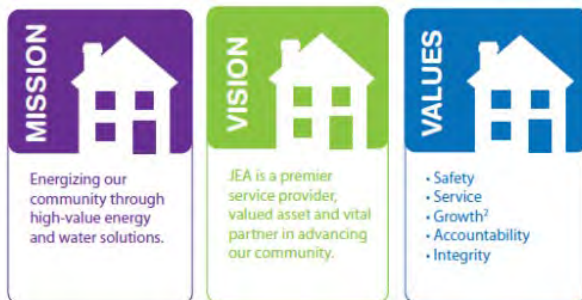 MISSION
Energizing our
community through
high-value energy
and water solutions.
VISION
JEA is a premier
service provider,
valued asset and vital
partner in advancing
our community.
VALUES
• Safety
• Service
• Growth²
• Accountability
• Integrity